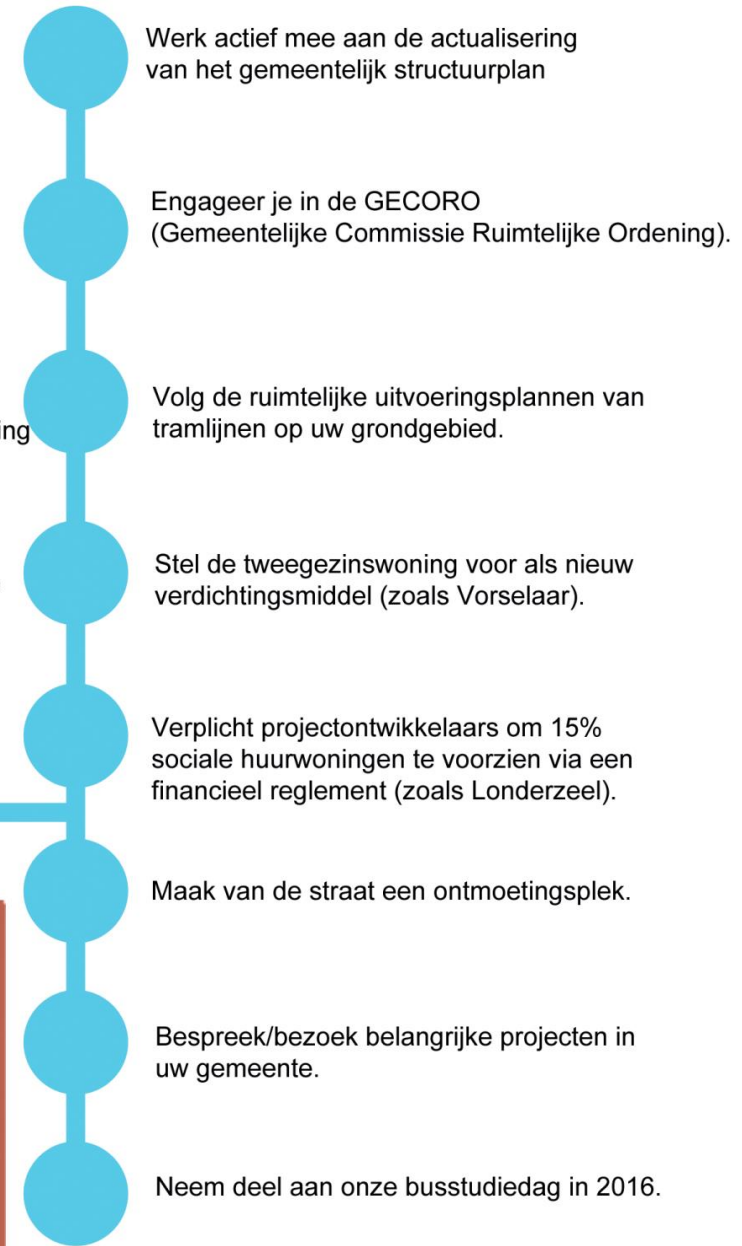 Werk actief mee aan de actualisering
van het gemeentelijk structuurplan
Engageer je in de GECORO
(Gemeentelijke Commissie Ruimtelijke Ordening).
Volg de ruimtelijke uitvoeringsplannen van
tramlijnen op uw grondgebied.
ing
Stel de tweegezinswoning voor als nieuw
verdichtingsmiddel (zoals Vorselaar).
Verplicht projectontwikkelaars om 15%
sociale huurwoningen te voorzien via een
financieel reglement (zoals Londerzeel).
Maak van de straat een ontmoetingsplek.
Bespreek/bezoek belangrijke projecten in
uw gemeente.
Neem deel aan onze busstudiedag in 2016.